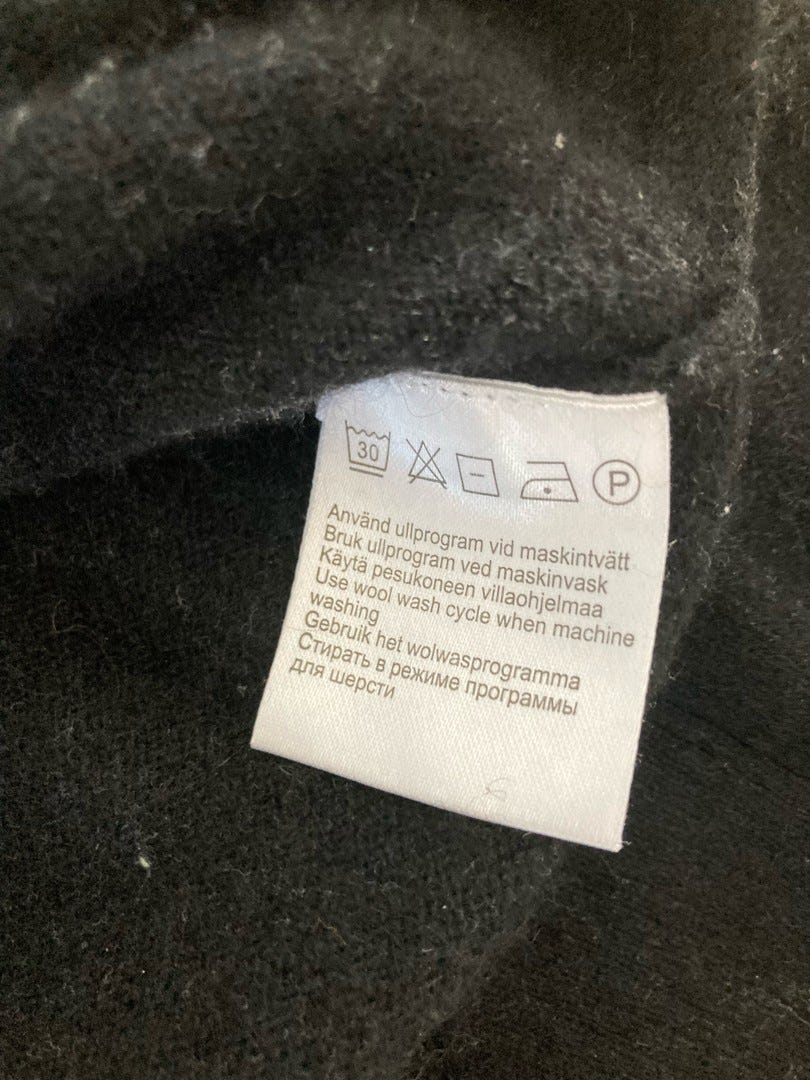 30 P
Använd ullprogram vid maskintvätt
Bruk ullprogram ved maskinvask
Käytä pesukoneen villaohjelmaa
Use wool wash cycle when machine
washing
Gebruik het wolwasprogramma
Стирать в режиме программы
для шерсти